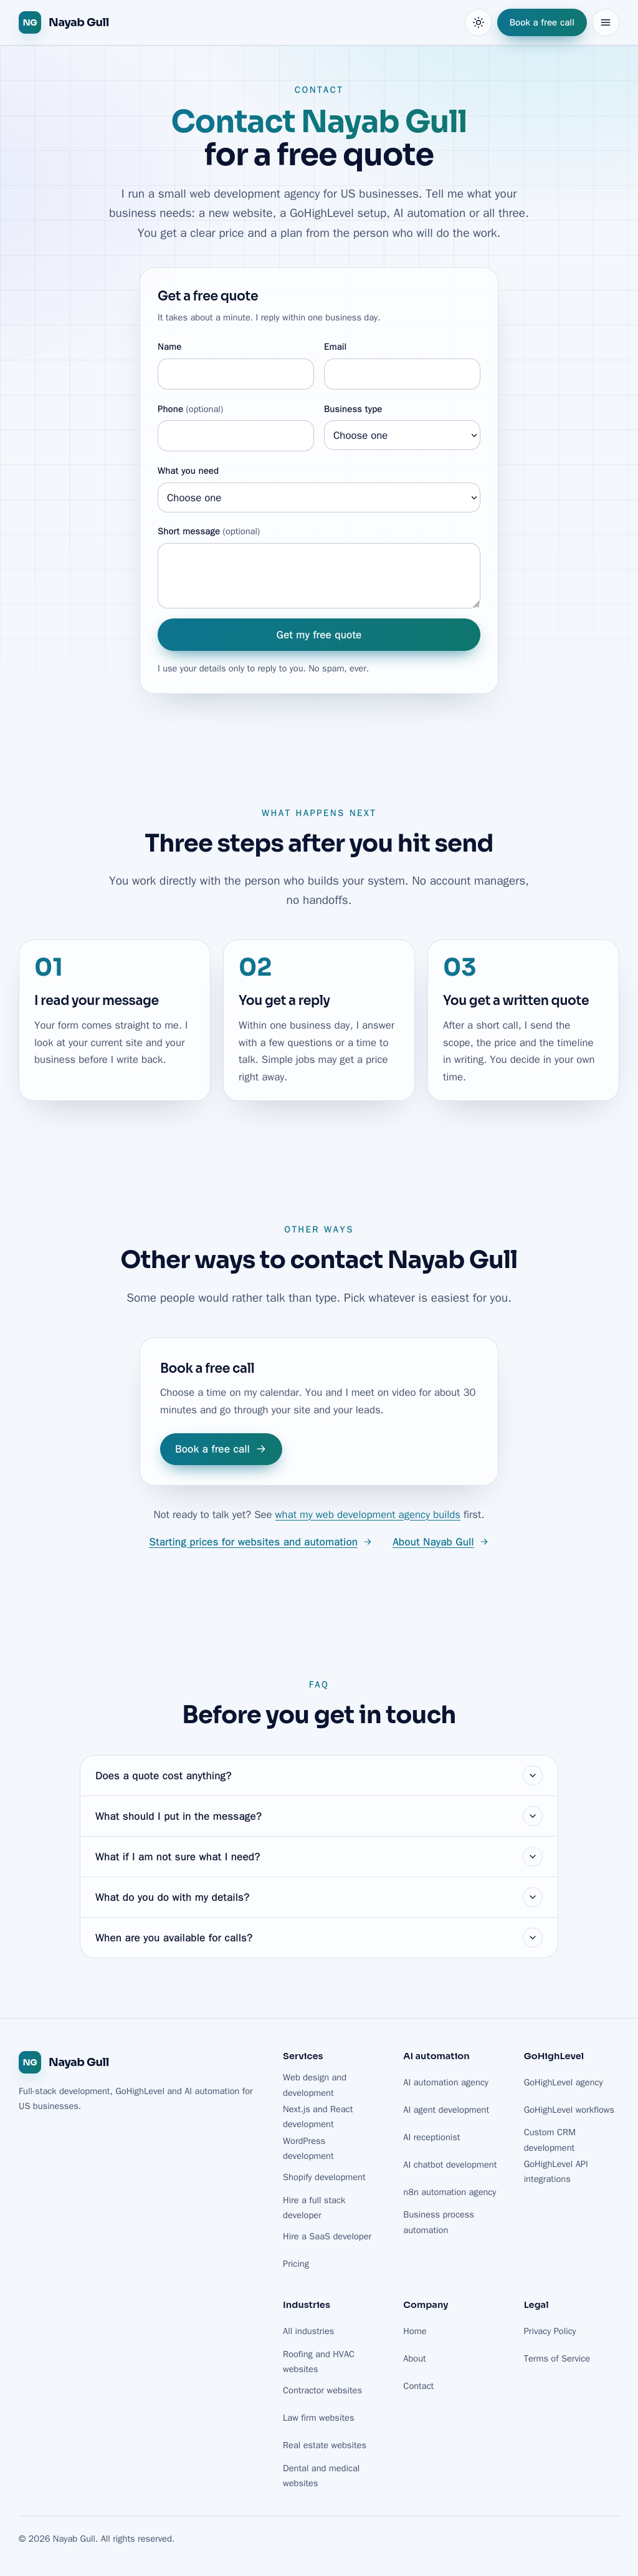 NG Nayab Gull
Book a free call
CONTACT
Contact Nayab Gull
for a free quote
I run a small web development agency for US businesses. Tell me what your
business needs: a new website, a GoHighLevel setup, AI automation or all three.
You get a clear price and a plan from the person who will do the work.
Get a free quote
It takes about a minute. I reply within one business day.
Name
Email
Phone (optional)
Business type
Choose one
What you need
Choose one
Short message (optional)
Get my free quote
I use your details only to reply to you. No spam, ever.
WHAT HAPPENS NEXT
Three steps after you hit send
You work directly with the person who builds your system. No account managers,
no handoffs.
01
I read your message
Your form comes straight to me. I
look at your current site and your
business before I write back.
02
You get a reply
Within one business day, I answer
with a few questions or a time to
talk. Simple jobs may get a price
right away.
03
You get a written quote
After a short call, I send the
scope, the price and the timeline
in writing. You decide in your own
time.
OTHER WAYS
Other ways to contact Nayab Gull
Some people would rather talk than type. Pick whatever is easiest for you.
Book a free call
Choose a time on my calendar. You and I meet on video for about 30
minutes and go through your site and your leads.
Book a free call →
Not ready to talk yet? See what my web development agency builds first.
Starting prices for websites and automation →
About Nayab Gull →
FAQ
Before you get in touch
Does a quote cost anything?
What should I put in the message?
What if I am not sure what I need?
What do you do with my details?
When are you available for calls?
NG Nayab Gull
Full-stack development, GoHighLevel and AI automation for
US businesses.
Services
Web design and
development
Next.js and React
development
WordPress
development
Shopify development
Hire a full stack
developer
Hire a SaaS developer
Pricing
AI automation
AI automation agency
AI agent development
AI receptionist
AI chatbot development
n8n automation agency
Business process
automation
GoHighLevel
GoHighLevel agency
GoHighLevel workflows
Custom CRM
development
GoHighLevel API
integrations
Industries
All industries
Roofing and HVAC
websites
Contractor websites
Law firm websites
Real estate websites
Dental and medical
websites
Company
Home
About
Contact
Legal
Privacy Policy
Terms of Service
© 2026 Nayab Gull. All rights reserved.